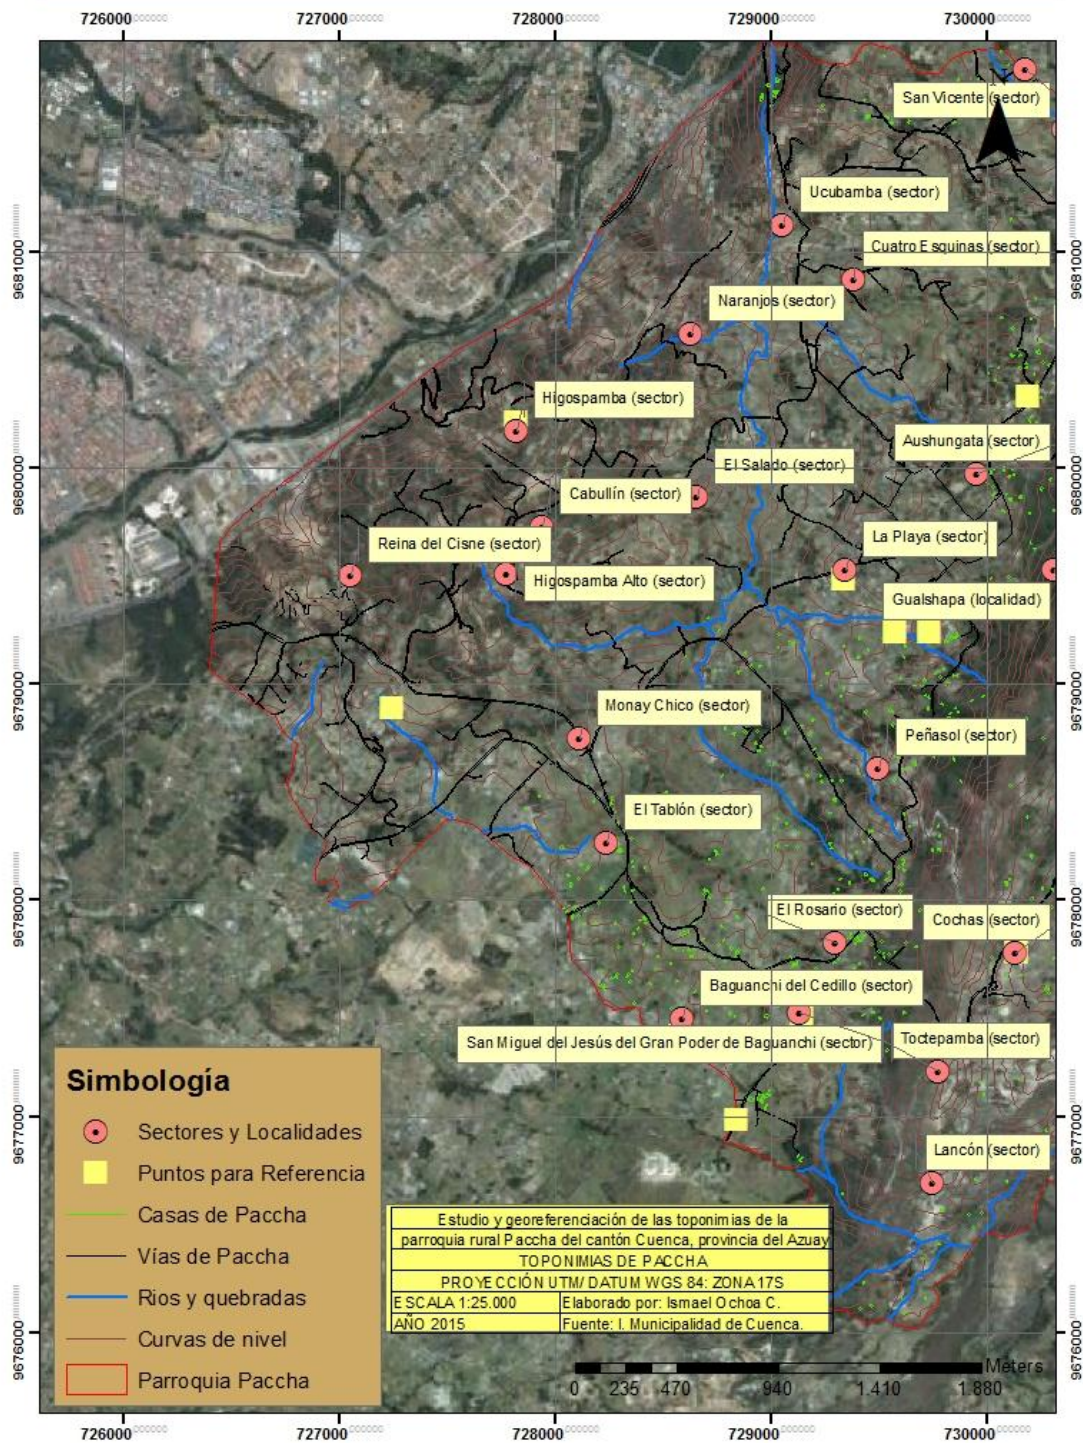 726000 727000 728000 729000 730000
San Vicente (sector)
Ucubamba (sector)
Cuatro Esquinas (sector)
9681000 9681000
Naranjos (sector)
Higospamba (sector)
Aushungata (sector)
El Salado (sector)
9680000 9680000
Cabullín (sector)
La Playa (sector)
Reina del Cisne (sector)
Higospamba Alto (sector)
Gualshapa (localidad)
9679000 9679000
Monay Chico (sector)
Peñasol (sector)
El Tablón (sector)
9678000 9678000
El Rosario (sector)
Cochas (sector)
Baguanchi del Cedillo (sector)
San Miguel del Jesús del Gran Poder de Baguanchi (sector)
Toctepamba (sector)
9677000 9677000
Lancón (sector)
Simbología
Sectores y Localidades
Puntos para Referencia
Casas de Paccha
Vías de Paccha
Rios y quebradas
Curvas de nivel
Parroquia Paccha
Estudio y georeferenciación de las toponimias de la
parroquia rural Paccha del cantón Cuenca, provincia del Azuay
TOPONIMIAS DE PACCHA
PROYECCIÓN UTM/ DATUM WGS 84: ZONA 17S
ESCALA 1:25.000 Elaborado por: Ismael Ochoa C.
AÑO 2015 Fuente: I. Municipalidad de Cuenca.
9676000 9676000
Meters
0 235 470 940 1.410 1.880
726000 727000 728000 729000 730000